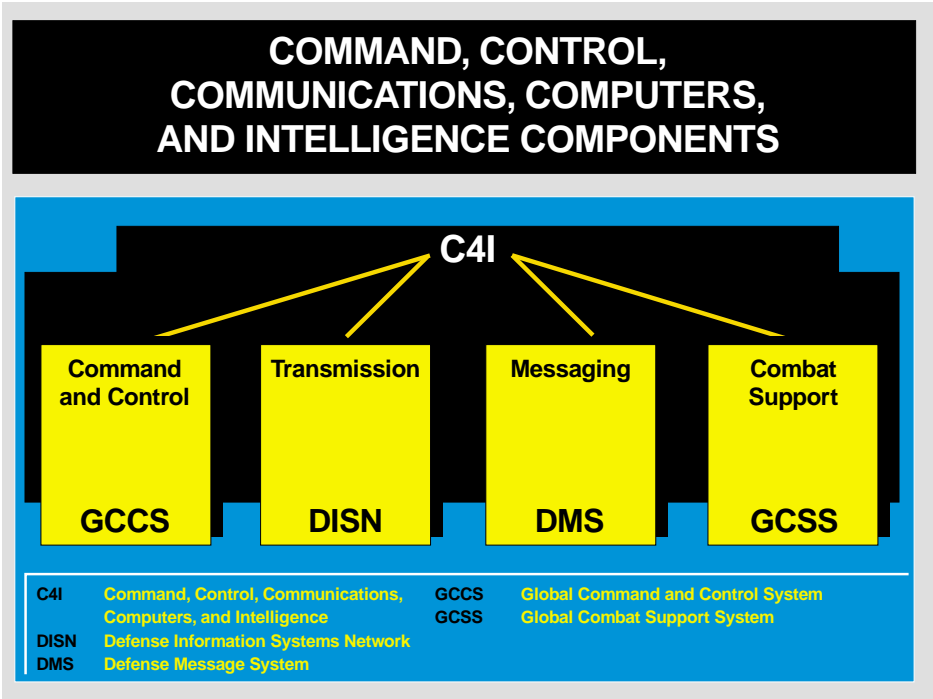 COMMAND, CONTROL,
COMMUNICATIONS, COMPUTERS,
AND INTELLIGENCE COMPONENTS
C4I
Command
and Control
GCCS
Transmission
DISN
Messaging
DMS
Combat
Support
GCSS
C4I Command, Control, Communications,
Computers, and Intelligence
DISN Defense Information Systems Network
DMS Defense Message System
GCCS Global Command and Control System
GCSS Global Combat Support System